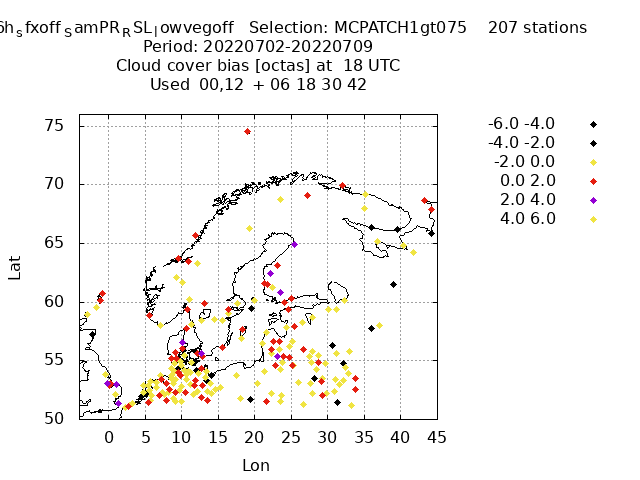 6h_sfxoff_SamPR_RSL_lowvegoff Selection: MCPATCH1gt075 207 stations
Period: 20220702-20220709
Cloud cover bias [octas] at 18 UTC
Used 00,12 + 06 18 30 42
-6.0 -4.0
-4.0 -2.0
-2.0 0.0
0.0 2.0
2.0 4.0
4.0 6.0
75
70
65
60
55
50
Lat
0 5 10 15 20 25 30 35 40 45
Lon